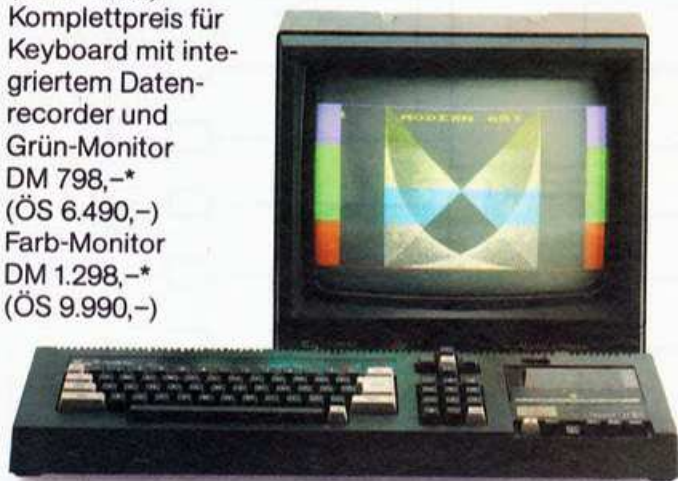 Komplettpreis für
Keyboard mit inte-
griertem Daten-
recorder und
Grün-Monitor
DM 798,–*
(ÖS 6.490,–)
Farb-Monitor
DM 1.298,–*
(ÖS 9.990,–)
MODERN ART